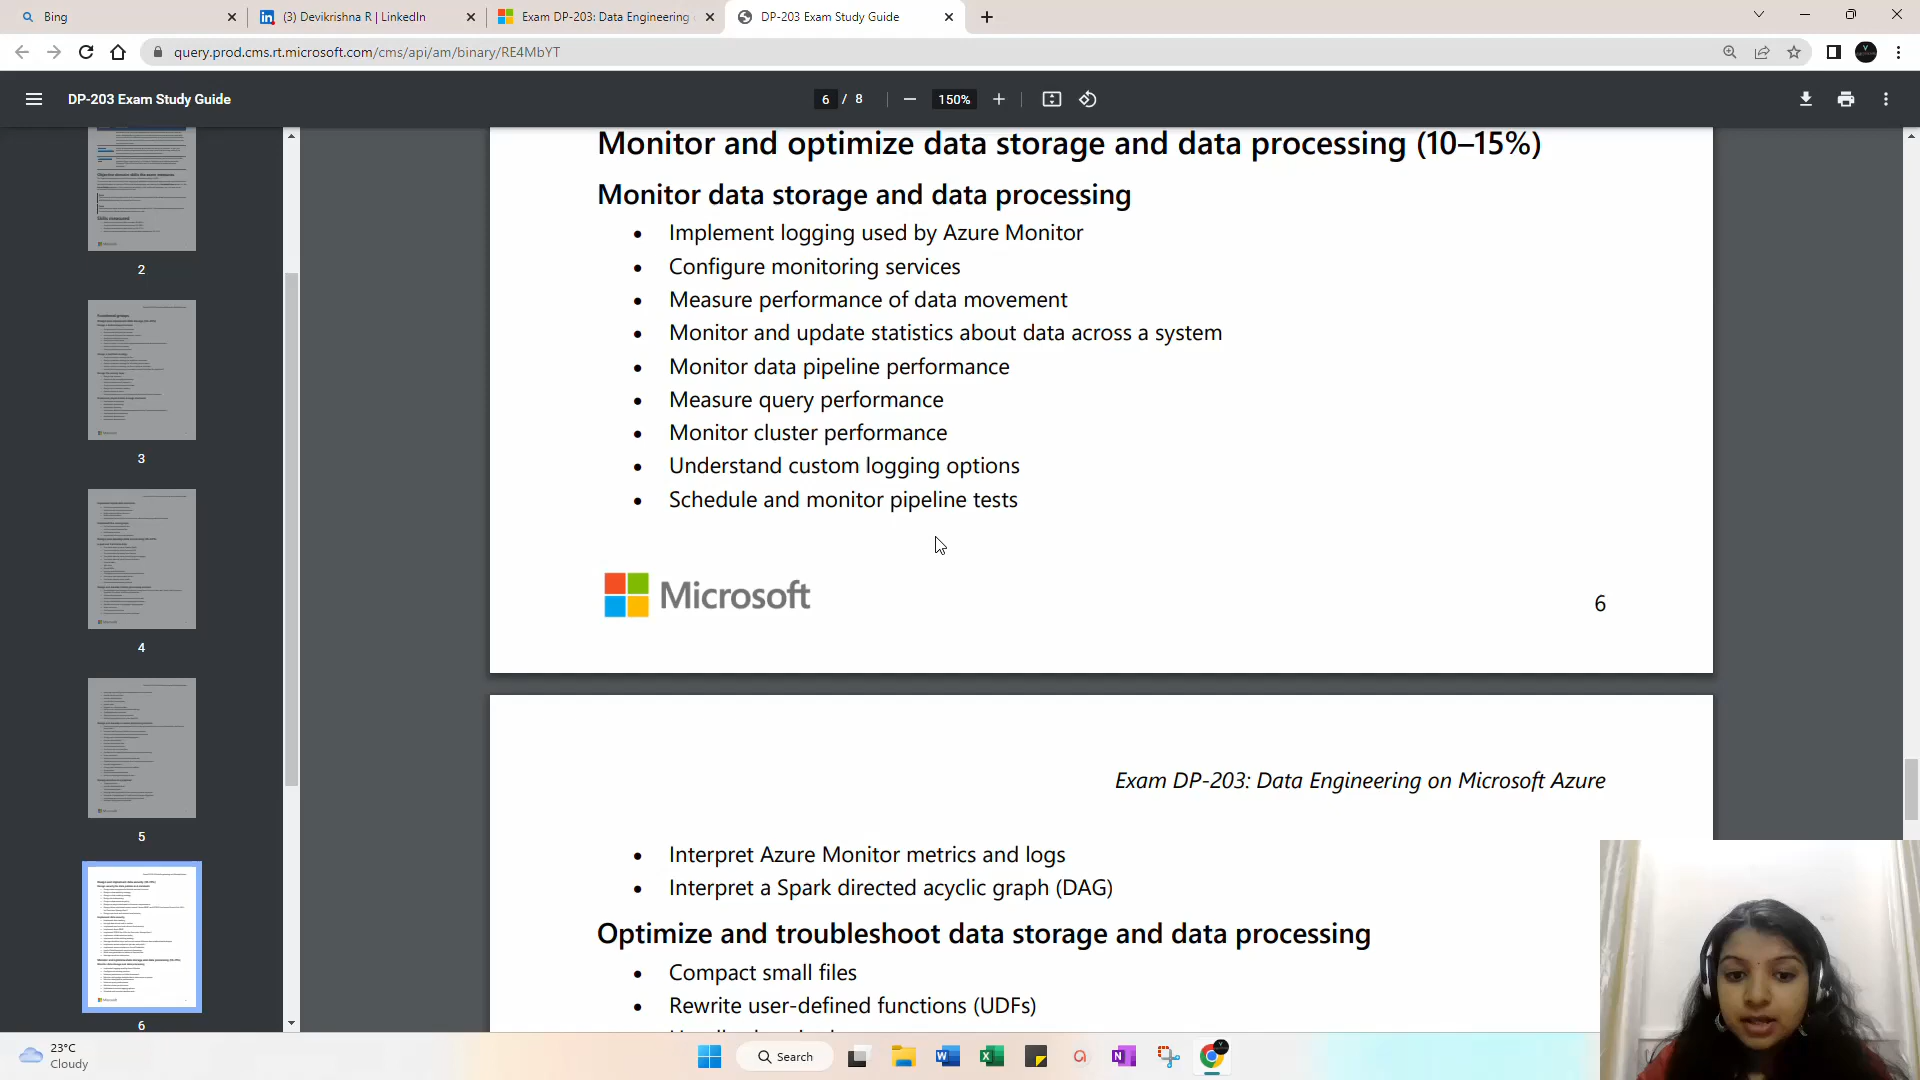 Bing
(3) Devikrishna R | LinkedIn
Exam DP-203: Data Engineering
DP-203 Exam Study Guide
query.prod.cms.rt.microsoft.com/cms/api/am/binary/RE4MbYT
DP-203 Exam Study Guide
6 / 8
150%
2
3
4
5
6
Monitor and optimize data storage and data processing (10–15%)
Monitor data storage and data processing
• Implement logging used by Azure Monitor
• Configure monitoring services
• Measure performance of data movement
• Monitor and update statistics about data across a system
• Monitor data pipeline performance
• Measure query performance
• Monitor cluster performance
• Understand custom logging options
• Schedule and monitor pipeline tests
Microsoft
6
Exam DP-203: Data Engineering on Microsoft Azure
• Interpret Azure Monitor metrics and logs
• Interpret a Spark directed acyclic graph (DAG)
Optimize and troubleshoot data storage and data processing
• Compact small files
• Rewrite user-defined functions (UDFs)
23°C
Cloudy
Search